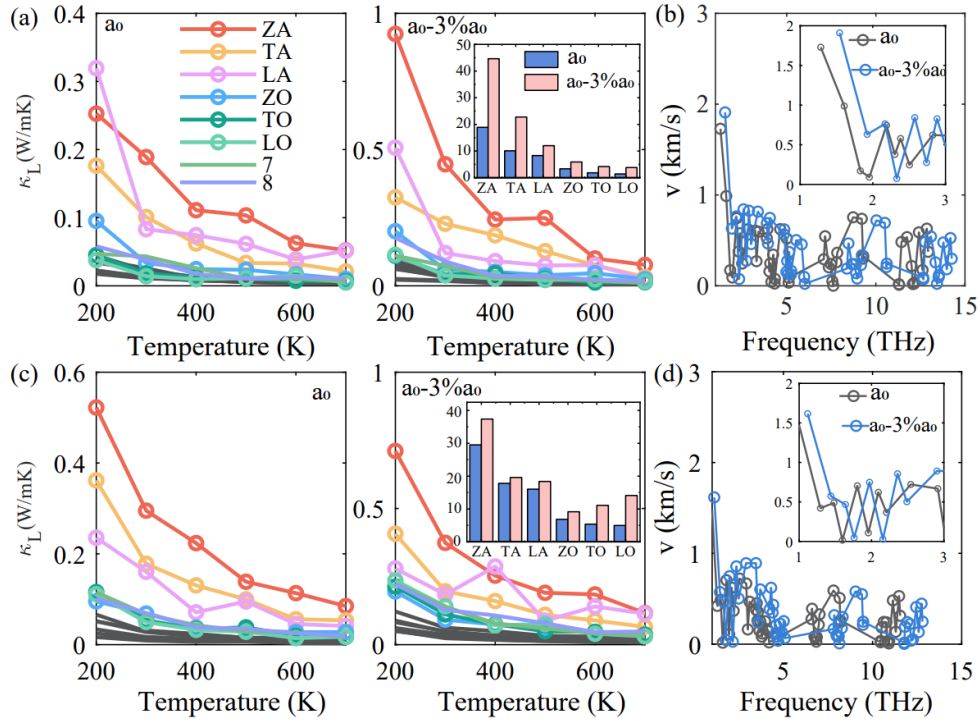 (a)
a₀
κL(W/mK)
0.4
0.3
0.2
0.1
0
ZA
TA
LA
ZO
TO
LO
7
8
200
400
600
Temperature (K)
a₀-3%a₀
1
0.5
0
50
40
30
20
10
0
a₀
a₀-3%a₀
ZA
TA
LA
ZO
TO
LO
200
400
600
Temperature (K)
(b)
v (km/s)
3
2
1
0
2
1.5
1
0.5
0
a₀
a₀-3%a₀
1
2
3
0
5
10
15
Frequency (THz)
(c)
a₀
κL(W/mK)
0.6
0.4
0.2
0
200
400
600
Temperature (K)
a₀-3%a₀
1
0.5
0
40
30
20
10
0
ZA
TA
LA
ZO
TO
LO
200
400
600
Temperature (K)
(d)
v (km/s)
3
2
1
0
2
1.5
1
0.5
0
a₀
a₀-3%a₀
1
2
3
5
10
15
Frequency (THz)